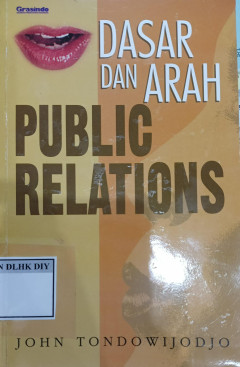 Grasindo
DASAR
DAN ARAH
PUBLIC
RELATIONS
N DLHK DIY
JOHN TONDOWIJODJO